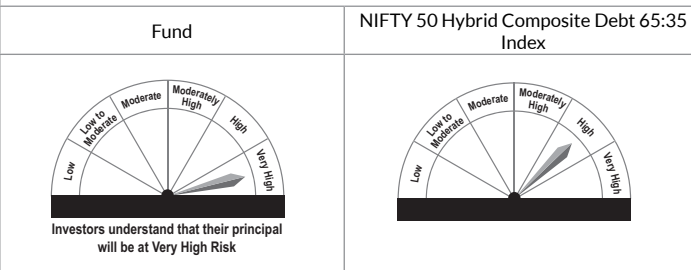 Fund
NIFTY 50 Hybrid Composite Debt 65:35
Index
Low
Low to
Moderate
Moderate
Moderately
High
High
Very High
Investors understand that their principal
will be at Very High Risk
Low
Low to
Moderate
Moderate
Moderately
High
High
Very High